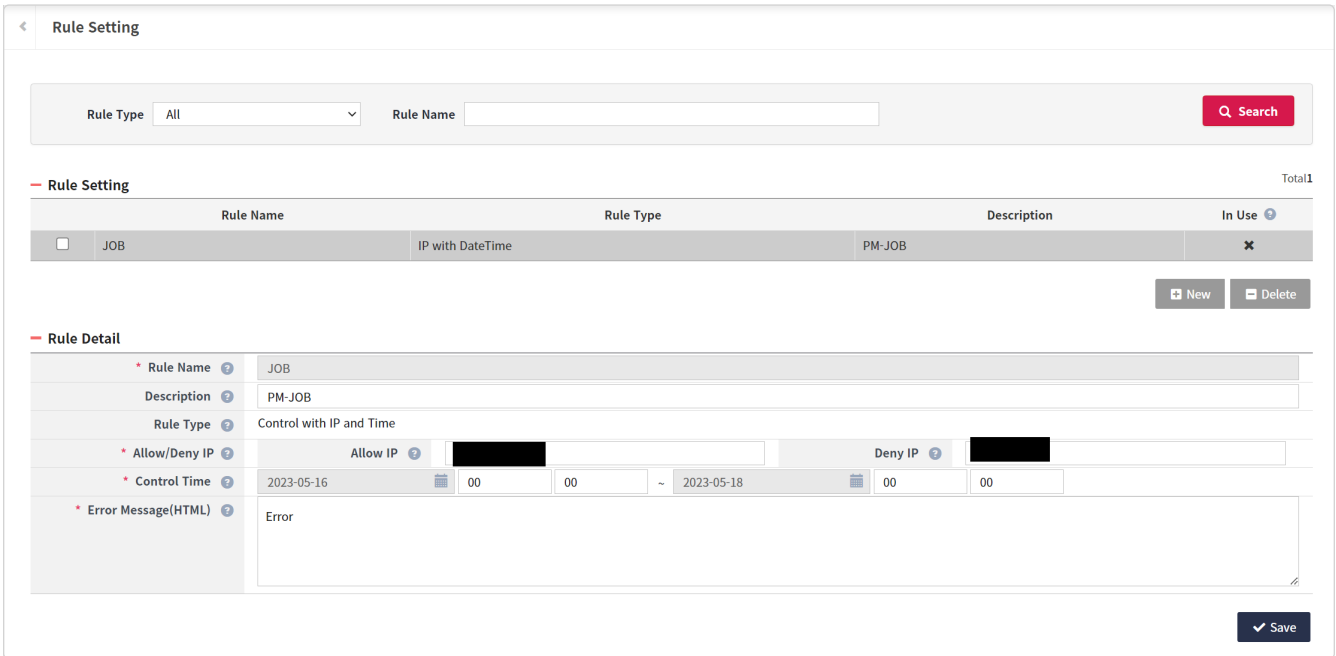 Rule Setting
Rule Type All Rule Name Search
Rule Setting Total1
Rule Name Rule Type Description In Use
JOB IP with DateTime PM-JOB
New Delete
Rule Detail
* Rule Name JOB
Description PM-JOB
Rule Type Control with IP and Time
* Allow/Deny IP Allow IP Deny IP
* Control Time 2023-05-16 00 00 ~ 2023-05-18 00 00
* Error Message(HTML) Error
Save